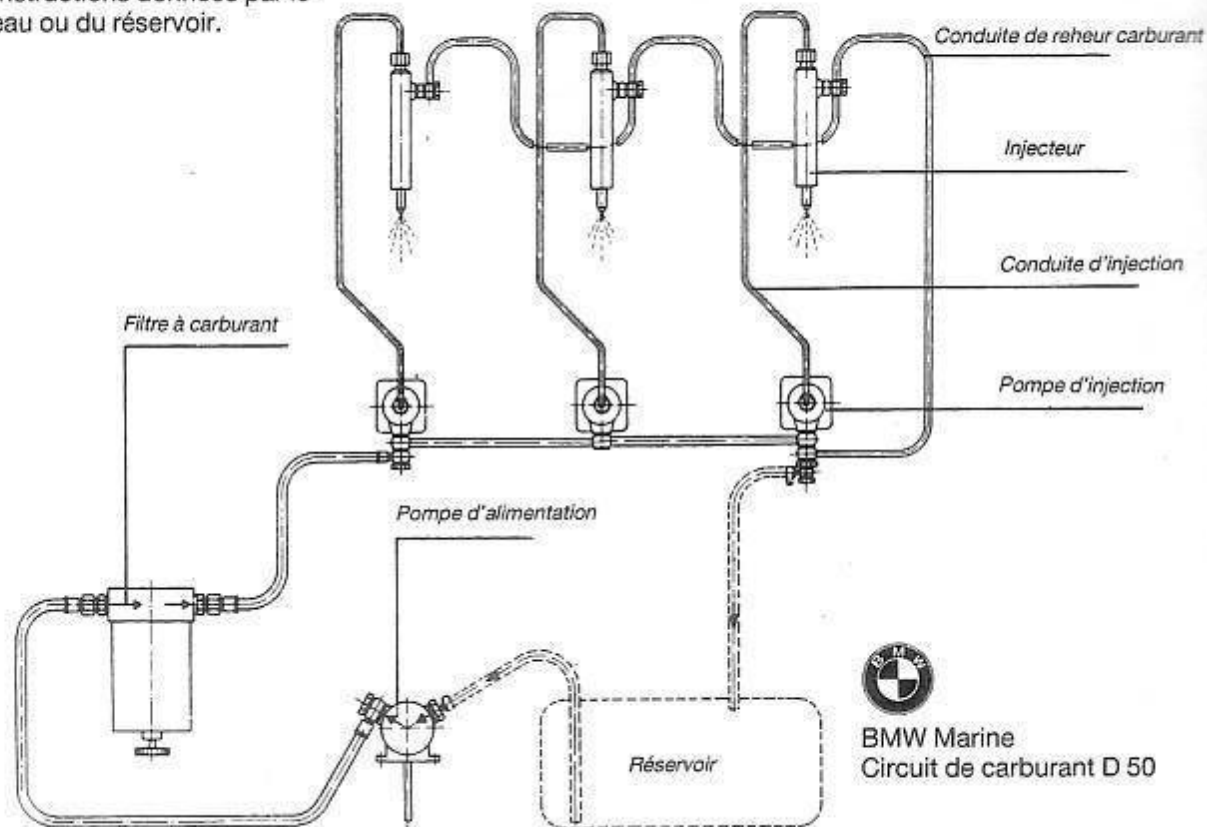 eau ou du réservoir.
Conduite de reheur carburant
Injecteur
Conduite d'injection
Filtre à carburant
Pompe d'injection
Pompe d'alimentation
Réservoir
BMW
BMW Marine
Circuit de carburant D 50